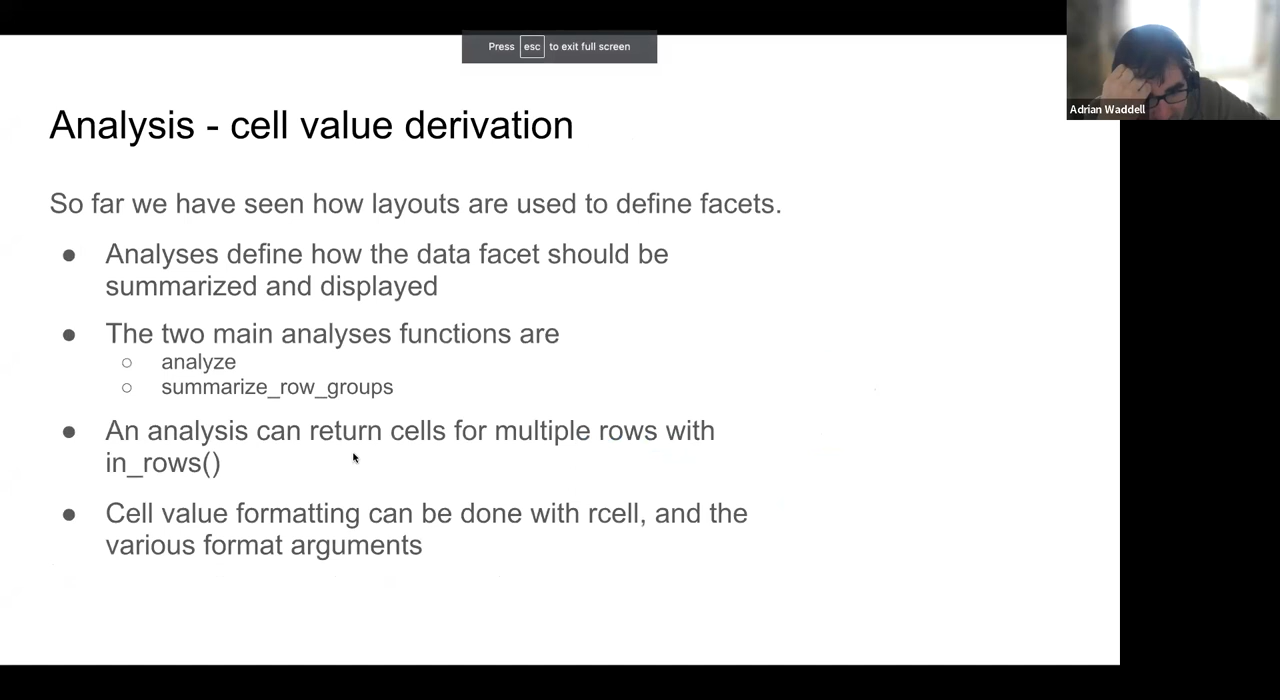 Press esc to exit full screen
Adrian Waddell
Analysis - cell value derivation
So far we have seen how layouts are used to define facets.
● Analyses define how the data facet should be
summarized and displayed
● The two main analyses functions are
○ analyze
○ summarize_row_groups
● An analysis can return cells for multiple rows with
in_rows()
● Cell value formatting can be done with rcell, and the
various format arguments